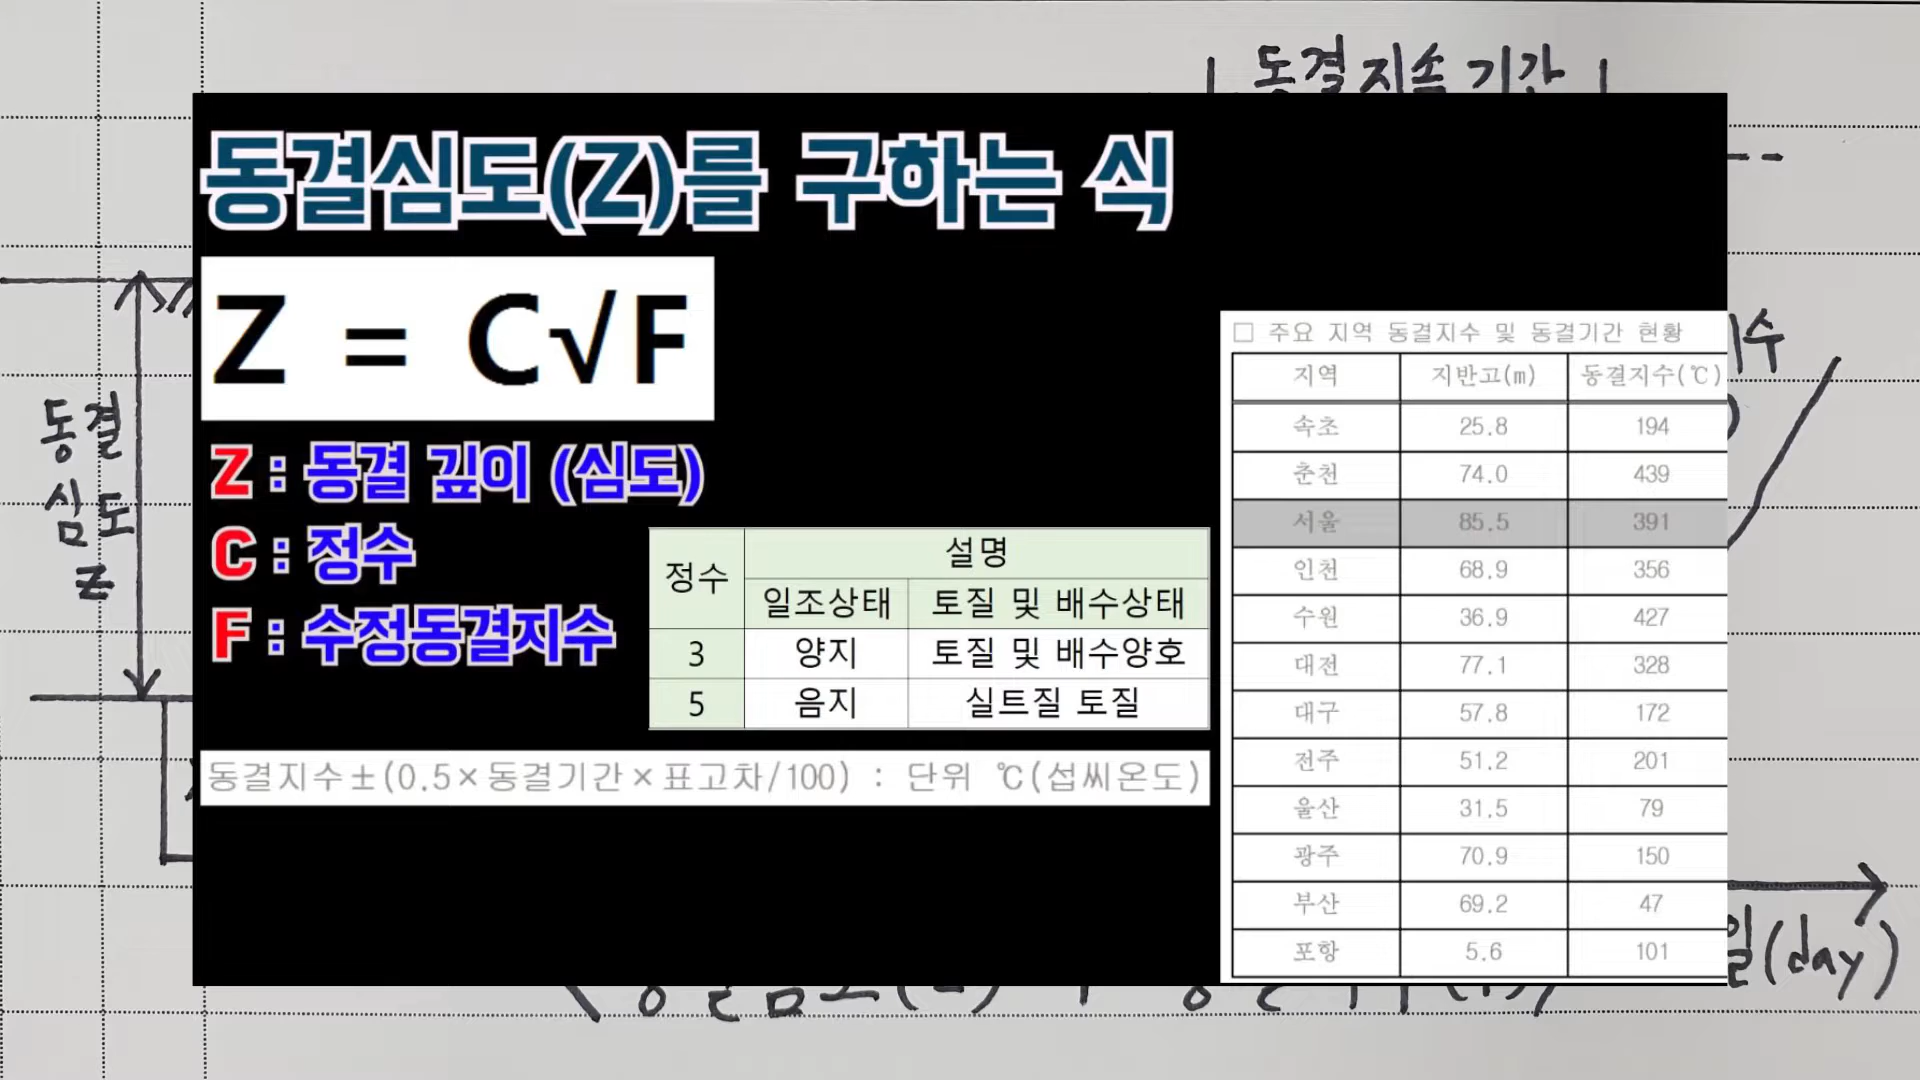 동결지속 기간
동결심도(Z)를 구하는 식
Z = C√F
Z : 동결 깊이 (심도)
C : 정수
F : 수정동결지수
정수 설명
일조상태 토질 및 배수상태
3 양지 토질 및 배수양호
5 음지 실트질 토질
동결지수±(0.5×동결기간×표고차/100) : 단위 ℃(섭씨온도)
□ 주요 지역 동결지수 및 동결기간 현황
지역 지반고(m) 동결지수(℃)
속초 25.8 194
춘천 74.0 439
서울 85.5 391
인천 68.9 356
수원 36.9 427
대전 77.1 328
대구 57.8 172
전주 51.2 201
울산 31.5 79
광주 70.9 150
부산 69.2 47
포항 5.6 101
동결
심도
Z
수
일(day)